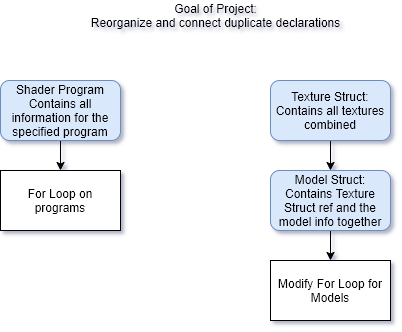 Goal of Project:
Reorganize and connect duplicate declarations
Shader Program
Contains all
information for the
specified program
For Loop on
programs
Texture Struct:
Contains all textures
combined
Model Struct:
Contains Texture
Struct ref and the
model info together
Modify For Loop for
Models